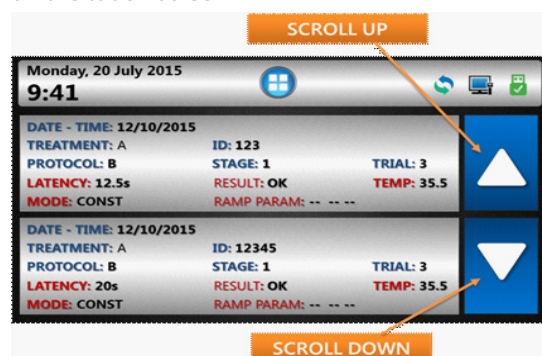 SCROLL UP
Monday, 20 July 2015
9:41
DATE - TIME: 12/10/2015
TREATMENT: A ID: 123
PROTOCOL: B STAGE: 1 TRIAL: 3
LATENCY: 12.5s RESULT: OK TEMP: 35.5
MODE: CONST RAMP PARAM: -- -- --
DATE - TIME: 12/10/2015
TREATMENT: A ID: 12345
PROTOCOL: B STAGE: 1 TRIAL: 3
LATENCY: 20s RESULT: OK TEMP: 35.5
MODE: CONST RAMP PARAM: -- -- --
SCROLL DOWN